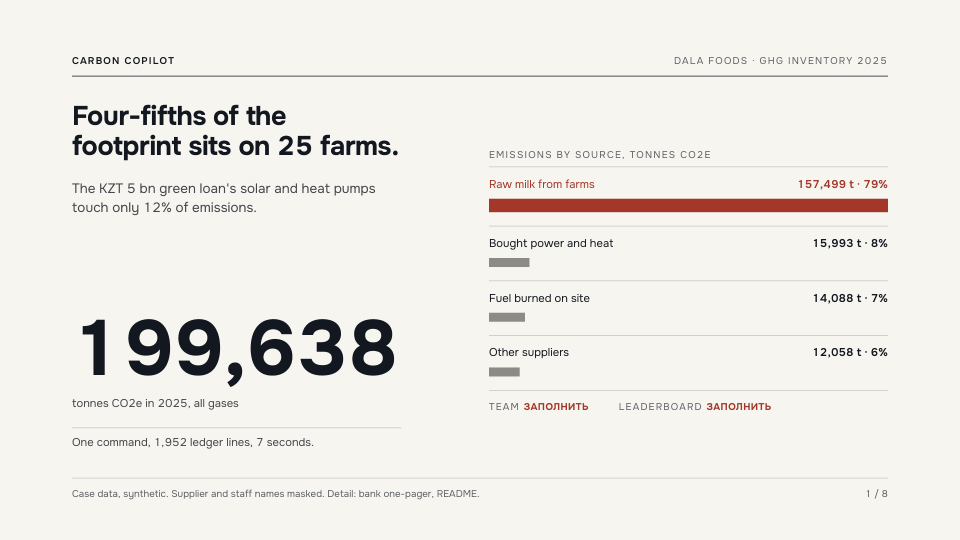 CARBON COPILOT
DALA FOODS · GHG INVENTORY 2025
Four-fifths of the
footprint sits on 25 farms.
The KZT 5 bn green loan's solar and heat pumps
touch only 12% of emissions.
199,638
tonnes CO2e in 2025, all gases
One command, 1,952 ledger lines, 7 seconds.
EMISSIONS BY SOURCE, TONNES CO2E
Raw milk from farms 157,499 t · 79%
Bought power and heat 15,993 t · 8%
Fuel burned on site 14,088 t · 7%
Other suppliers 12,058 t · 6%
TEAM ЗАПОЛНИТЬ LEADERBOARD ЗАПОЛНИТЬ
Case data, synthetic. Supplier and staff names masked. Detail: bank one-pager, README.
1 / 8